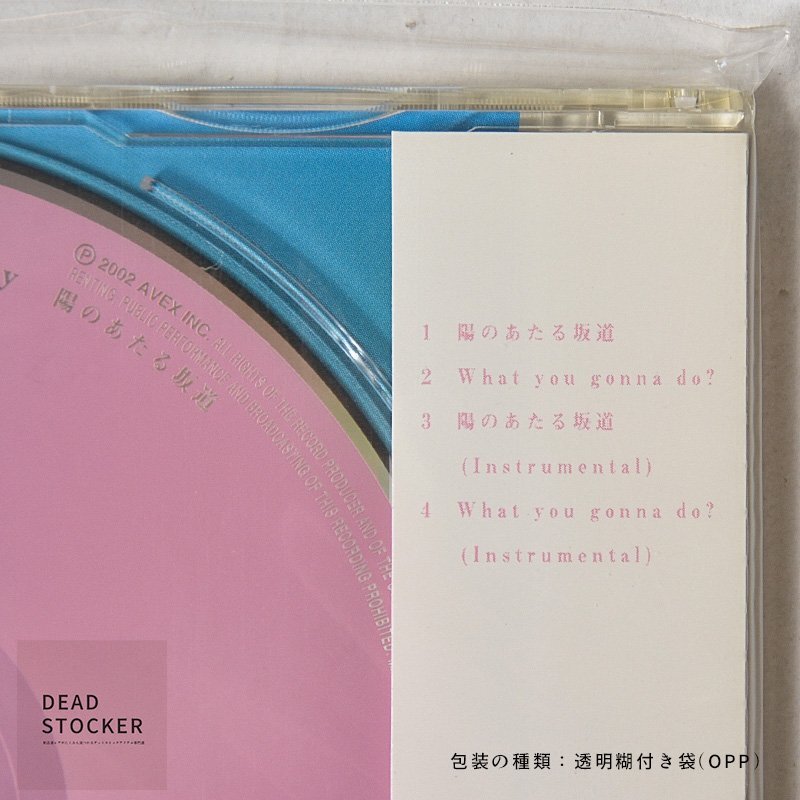 y
Ⓟ 2002 AVEX INC. ALL RIGHTS OF THE RECORD PRODUCER AND OF THE
RENTING, PUBLIC PERFORMANCE AND BROADCASTING OF THIS RECORDING PROHIBITED.
陽のあたる坂道
1 陽のあたる坂道
2 What you gonna do?
3 陽のあたる坂道
(Instrumental)
4 What you gonna do?
(Instrumental)
DEAD
STOCKER
包装の種類：透明糊付き袋(OPP)